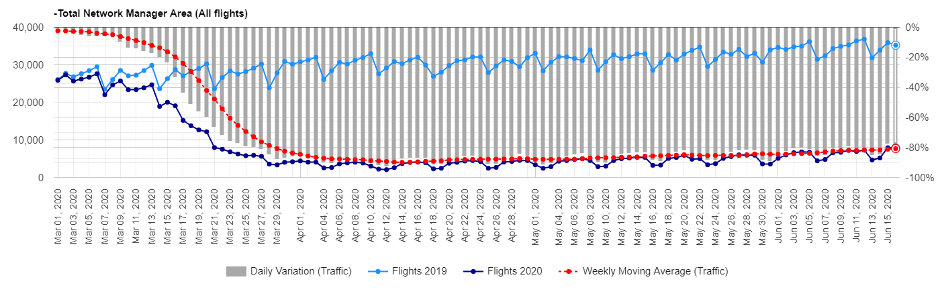 -Total Network Manager Area (All flights)
40,000
30,000
20,000
10,000
0
0%
-20%
-40%
-60%
-80%
-100%
Mar 01, 2020
Mar 03, 2020
Mar 05, 2020
Mar 07, 2020
Mar 09, 2020
Mar 11, 2020
Mar 13, 2020
Mar 15, 2020
Mar 17, 2020
Mar 19, 2020
Mar 21, 2020
Mar 23, 2020
Mar 25, 2020
Mar 27, 2020
Mar 29, 2020
Apr 01, 2020
Apr 04, 2020
Apr 06, 2020
Apr 08, 2020
Apr 10, 2020
Apr 12, 2020
Apr 14, 2020
Apr 16, 2020
Apr 18, 2020
Apr 20, 2020
Apr 22, 2020
Apr 24, 2020
Apr 26, 2020
Apr 28, 2020
May 01, 2020
May 04, 2020
May 06, 2020
May 08, 2020
May 10, 2020
May 12, 2020
May 14, 2020
May 16, 2020
May 18, 2020
May 20, 2020
May 22, 2020
May 24, 2020
May 26, 2020
May 28, 2020
May 30, 2020
Jun 01, 2020
Jun 03, 2020
Jun 05, 2020
Jun 07, 2020
Jun 09, 2020
Jun 11, 2020
Jun 13, 2020
Jun 15, 2020
Daily Variation (Traffic)
Flights 2019
Flights 2020
Weekly Moving Average (Traffic)